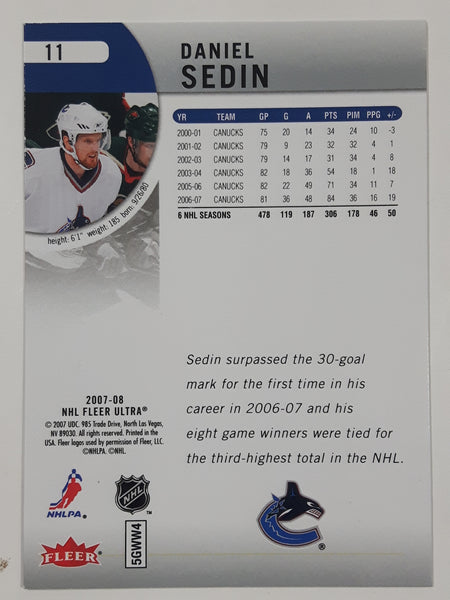 11
DANIEL
SEDIN
YR TEAM GP G A PTS PIM PPG +/-
2000-01 CANUCKS 75 20 14 34 24 10 -3
2001-02 CANUCKS 79 9 23 32 32 4 1
2002-03 CANUCKS 79 14 17 31 34 4 8
2003-04 CANUCKS 82 18 36 54 18 1 18
2005-06 CANUCKS 82 22 49 71 34 11 7
2006-07 CANUCKS 81 36 48 84 36 16 19
6 NHL SEASONS 478 119 187 306 178 46 50
height: 6'1" weight: 185 born: 9/26/80
Sedin surpassed the 30-goal
mark for the first time in his
career in 2006-07 and his
eight game winners were tied for
the third-highest total in the NHL.
2007-08
NHL FLEER ULTRA®
© 2007 UDC. 985 Trade Drive, North Las Vegas,
NV 89030. All rights reserved. Printed in the
USA. Fleer logos used by permission of Fleer, LLC.
©NHLPA. ©NHL.
NHLPA®
NHL ™
5GWW4
FLEER
®